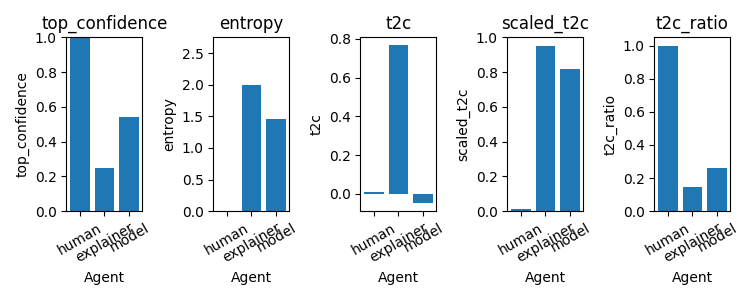 top_confidence
top_confidence
1.0
0.8
0.6
0.4
0.2
0.0
human
explainer
model
Agent
entropy
entropy
2.5
2.0
1.5
1.0
0.5
0.0
human
explainer
model
Agent
t2c
t2c
0.8
0.6
0.4
0.2
0.0
human
explainer
model
Agent
scaled_t2c
scaled_t2c
1.0
0.8
0.6
0.4
0.2
0.0
human
explainer
model
Agent
t2c_ratio
t2c_ratio
1.0
0.8
0.6
0.4
0.2
0.0
human
explainer
model
Agent